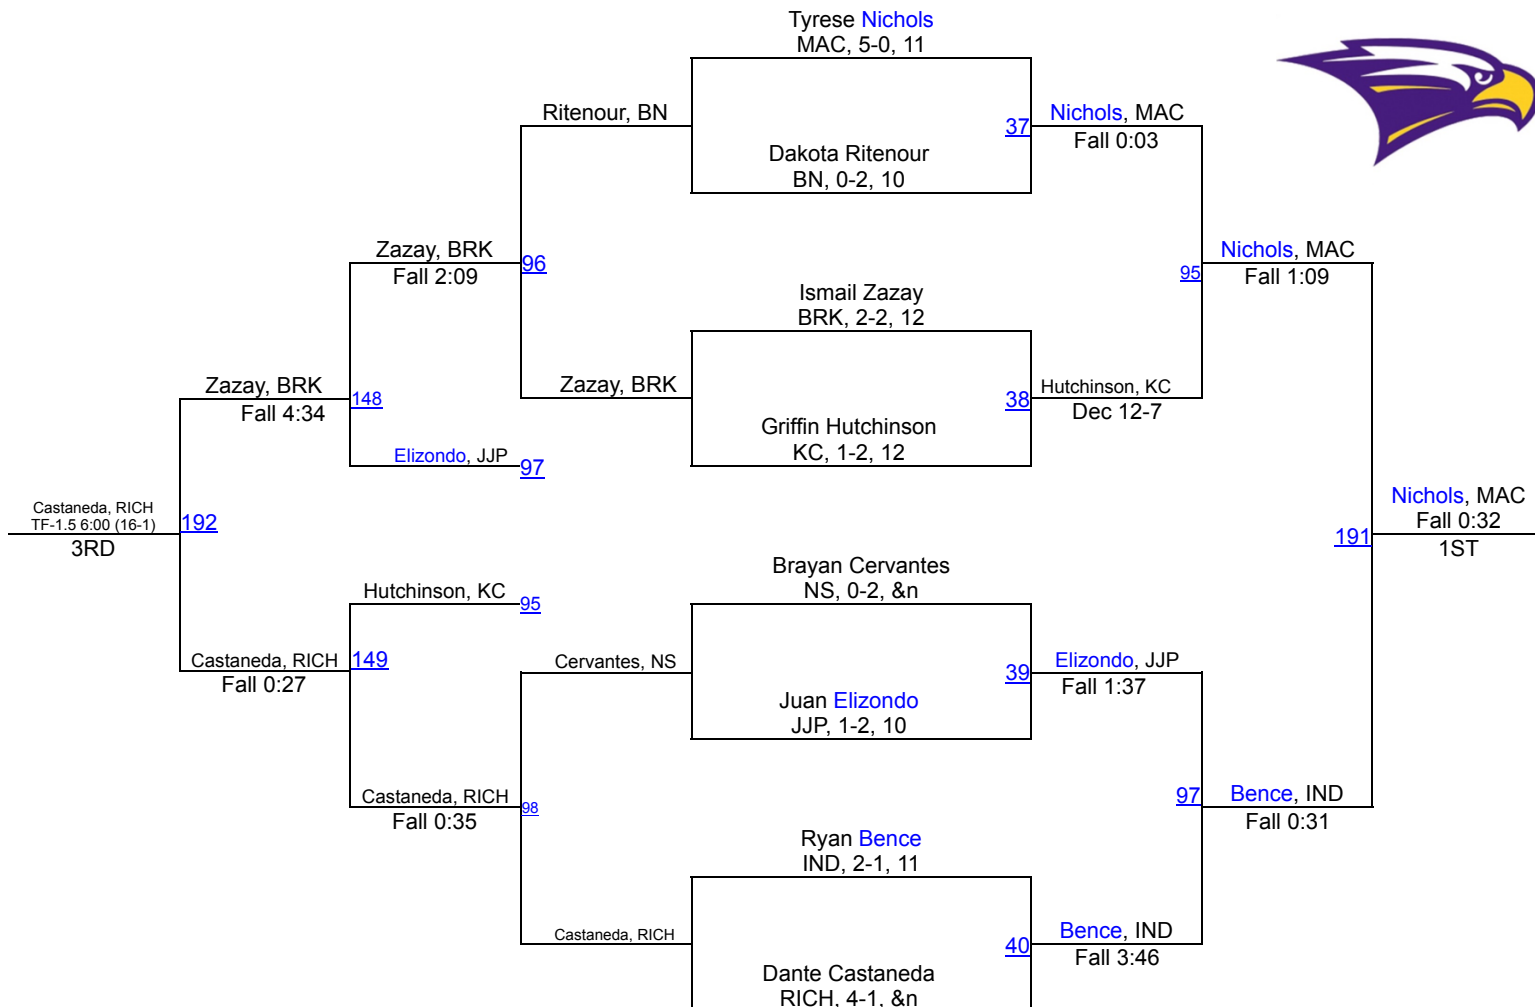 Tyrese Nichols
MAC, 5-0, 11
Ritenour, BN
37
Nichols, MAC
Fall 0:03
Dakota Ritenour
BN, 0-2, 10
Zazay, BRK
Fall 2:09
96
Nichols, MAC
Fall 1:09
95
Ismail Zazay
BRK, 2-2, 12
Zazay, BRK
Fall 4:34
148
Zazay, BRK
38
Hutchinson, KC
Dec 12-7
Griffin Hutchinson
KC, 1-2, 12
Elizondo, JJP
97
Castaneda, RICH
TF-1.5 6:00 (16-1)
3RD
192
191
Nichols, MAC
Fall 0:32
1ST
Brayan Cervantes
NS, 0-2, &n
Hutchinson, KC
95
Castaneda, RICH
Fall 0:27
149
Cervantes, NS
39
Elizondo, JJP
Fall 1:37
Juan Elizondo
JJP, 1-2, 10
Castaneda, RICH
Fall 0:35
98
97
Bence, IND
Fall 0:31
Ryan Bence
IND, 2-1, 11
Castaneda, RICH
40
Bence, IND
Fall 3:46
Dante Castaneda
RICH, 4-1, &n